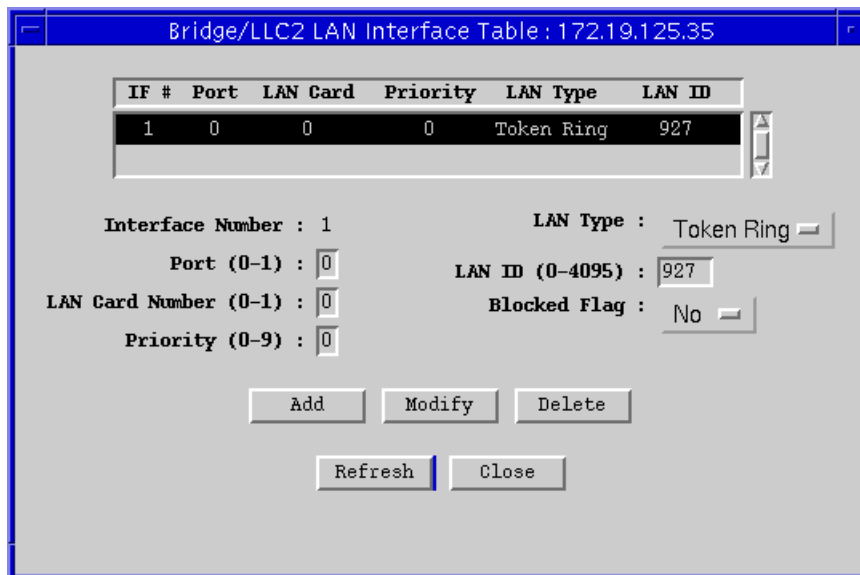 Bridge/LLC2 LAN Interface Table : 172.19.125.35
IF # Port LAN Card Priority LAN Type LAN ID
1 0 0 0 Token Ring 927
Interface Number : 1
LAN Type : Token Ring
Port (0-1) : 0
LAN ID (0-4095) : 927
LAN Card Number (0-1) : 0
Blocked Flag : No
Priority (0-9) : 0
Add Modify Delete
Refresh Close